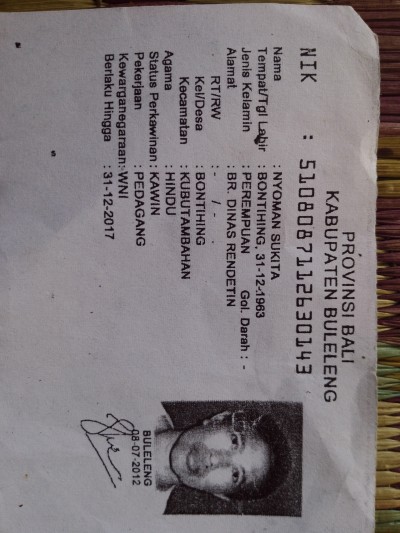 PROVINSI BALI
KABUPATEN BULELENG
NIK : 5108087112630143
Nama : NYOMAN SUKITA
Tempat/Tgl Lahir : BONTIHING, 31-12-1963
Jenis Kelamin : PEREMPUAN Gol. Darah : -
Alamat : BR. DINAS RENDETIN
RT/RW : - / -
Kel/Desa : BONTIHING
Kecamatan : KUBUTAMBAHAN
Agama : HINDU
Status Perkawinan : KAWIN
Pekerjaan : PEDAGANG
Kewarganegaraan: WNI
Berlaku Hingga : 31-12-2017
BULELENG
08-07-2012